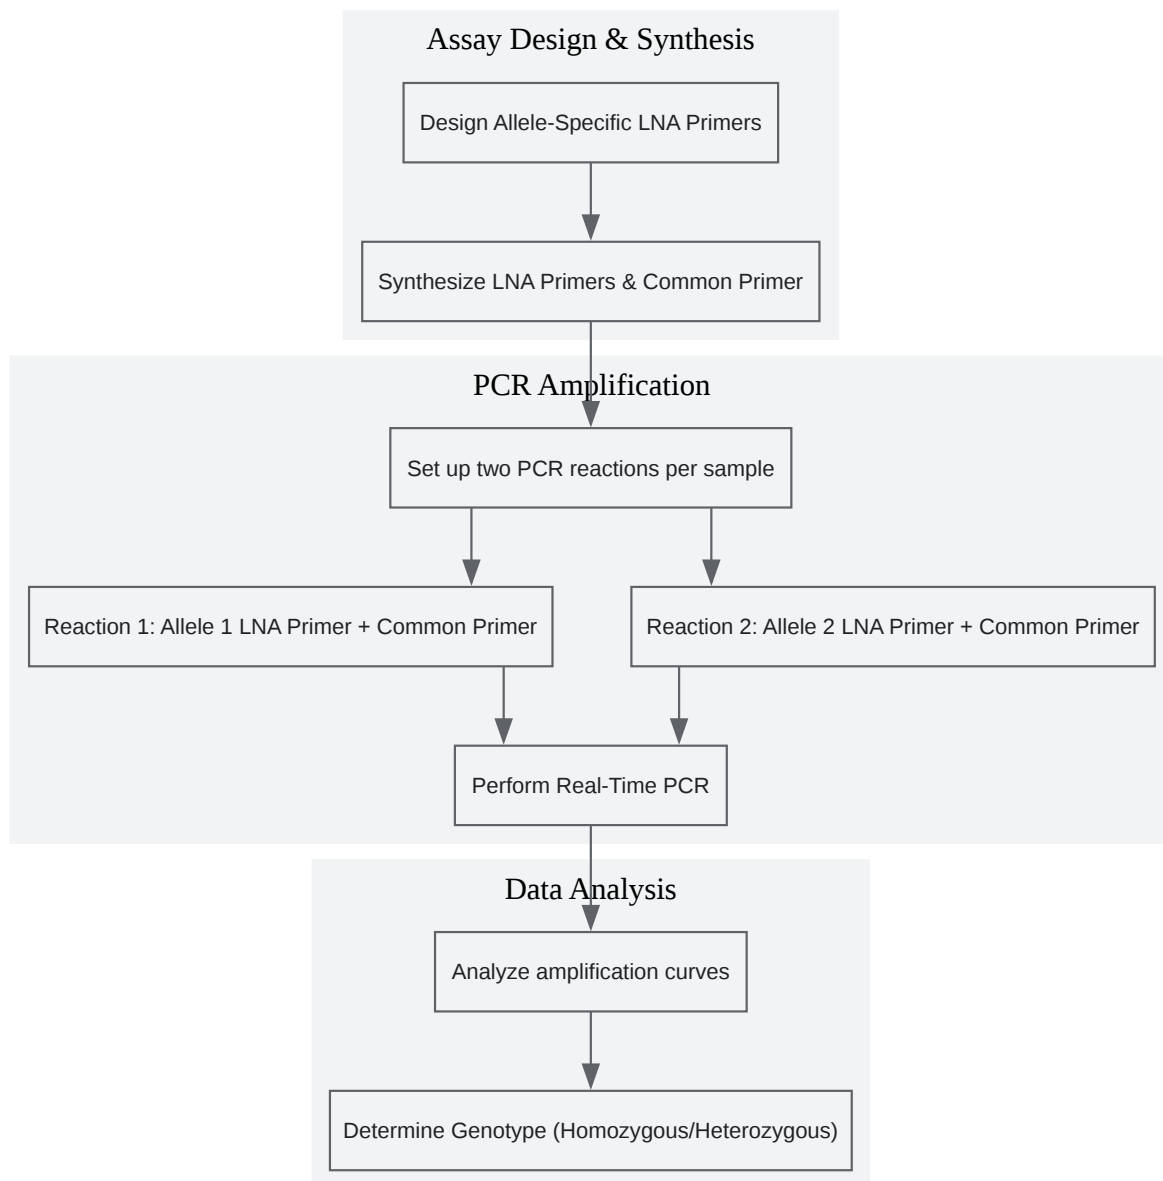 Assay Design & Synthesis
Design Allele-Specific LNA Primers
Synthesize LNA Primers & Common Primer
PCR Amplification
Set up two PCR reactions per sample
Reaction 1: Allele 1 LNA Primer + Common Primer
Reaction 2: Allele 2 LNA Primer + Common Primer
Perform Real-Time PCR
Data Analysis
Analyze amplification curves
Determine Genotype (Homozygous/Heterozygous)